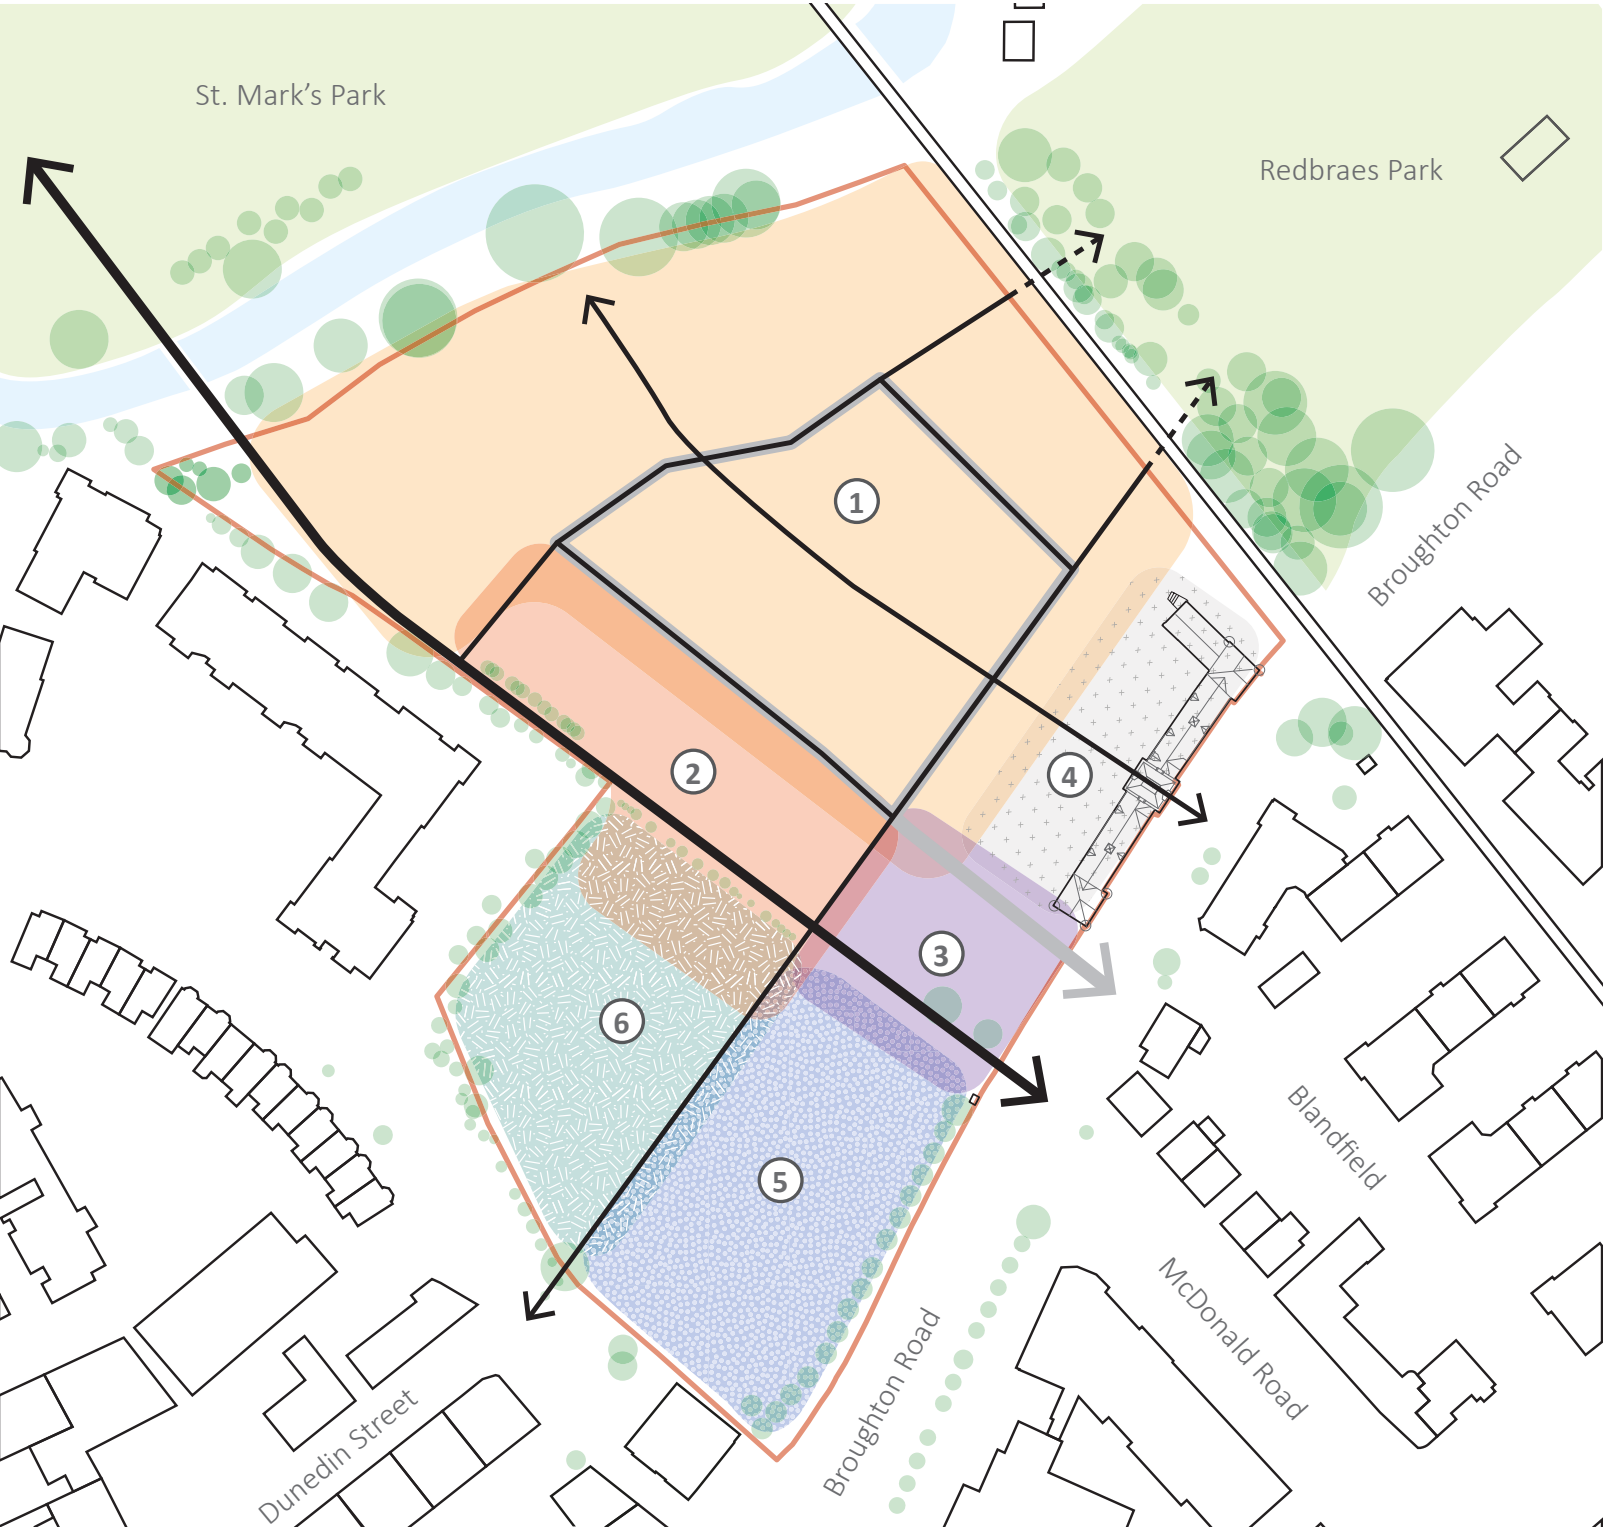 St. Mark’s Park
Redbraes Park
Broughton Road
1
2
4
3
6
5
Blandfield
McDonald Road
Broughton Road
Dunedin Street